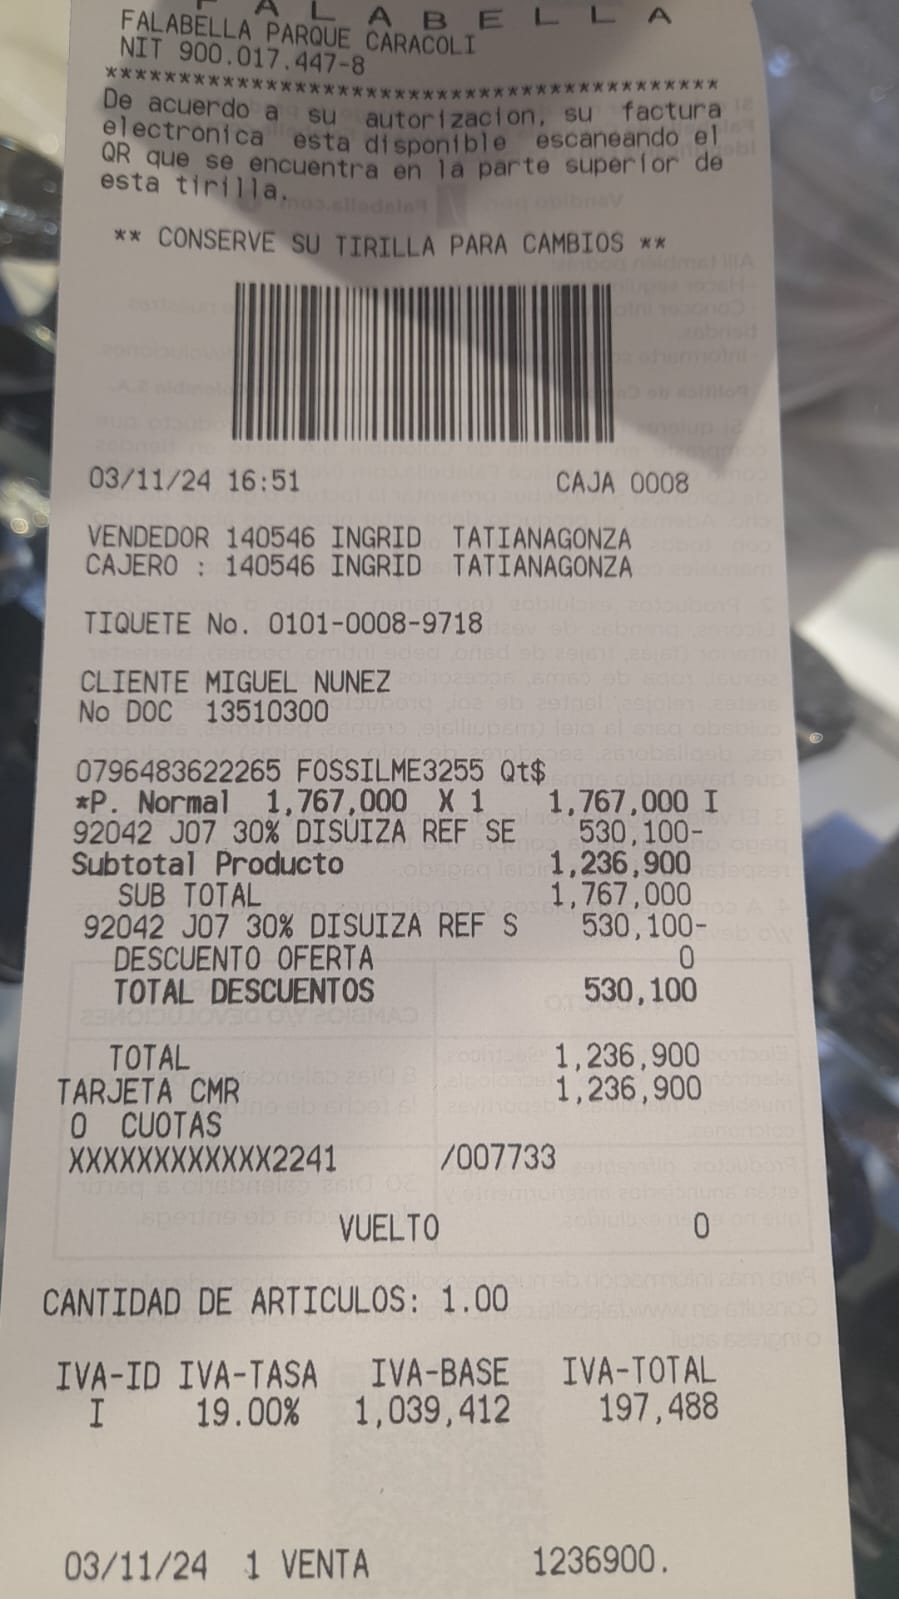 FALABELLA
FALABELLA PARQUE CARACOLI
NIT 900.017.447-8
******************************************
De acuerdo a su autorizacion, su factura
electronica esta disponible escaneando el
QR que se encuentra en la parte superior de
esta tirilla.
** CONSERVE SU TIRILLA PARA CAMBIOS **
03/11/24 16:51 CAJA 0008
VENDEDOR 140546 INGRID TATIANAGONZA
CAJERO : 140546 INGRID TATIANAGONZA
TIQUETE No. 0101-0008-9718
CLIENTE MIGUEL NUNEZ
No DOC 13510300
0796483622265 FOSSILME3255 Qt$
*P. Normal 1,767,000 X 1 1,767,000 I
92042 J07 30% DISUIZA REF SE 530,100-
Subtotal Producto 1,236,900
SUB TOTAL 1,767,000
92042 J07 30% DISUIZA REF S 530,100-
DESCUENTO OFERTA 0
TOTAL DESCUENTOS 530,100
TOTAL 1,236,900
TARJETA CMR 1,236,900
0 CUOTAS
XXXXXXXXXXXX2241 /007733
VUELTO 0
CANTIDAD DE ARTICULOS: 1.00
IVA-ID IVA-TASA IVA-BASE IVA-TOTAL
I 19.00% 1,039,412 197,488
03/11/24 1 VENTA 1236900.